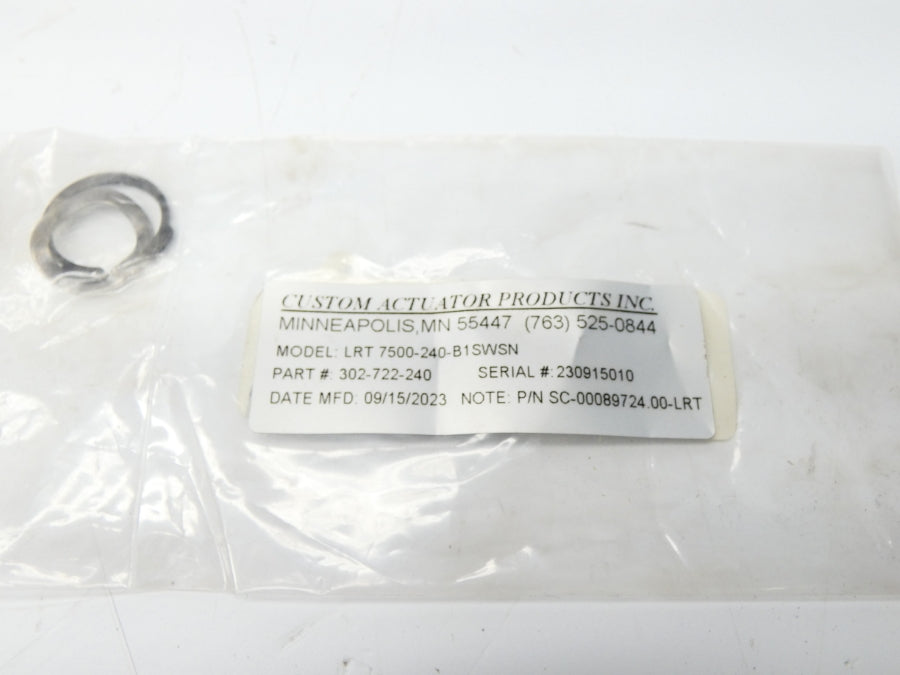 CUSTOM ACTUATOR PRODUCTS INC.
MINNEAPOLIS,MN 55447 (763) 525-0844
MODEL: LRT 7500-240-B1SWSN
PART #: 302-722-240 SERIAL #: 230915010
DATE MFD: 09/15/2023 NOTE: P/N SC-00089724.00-LRT